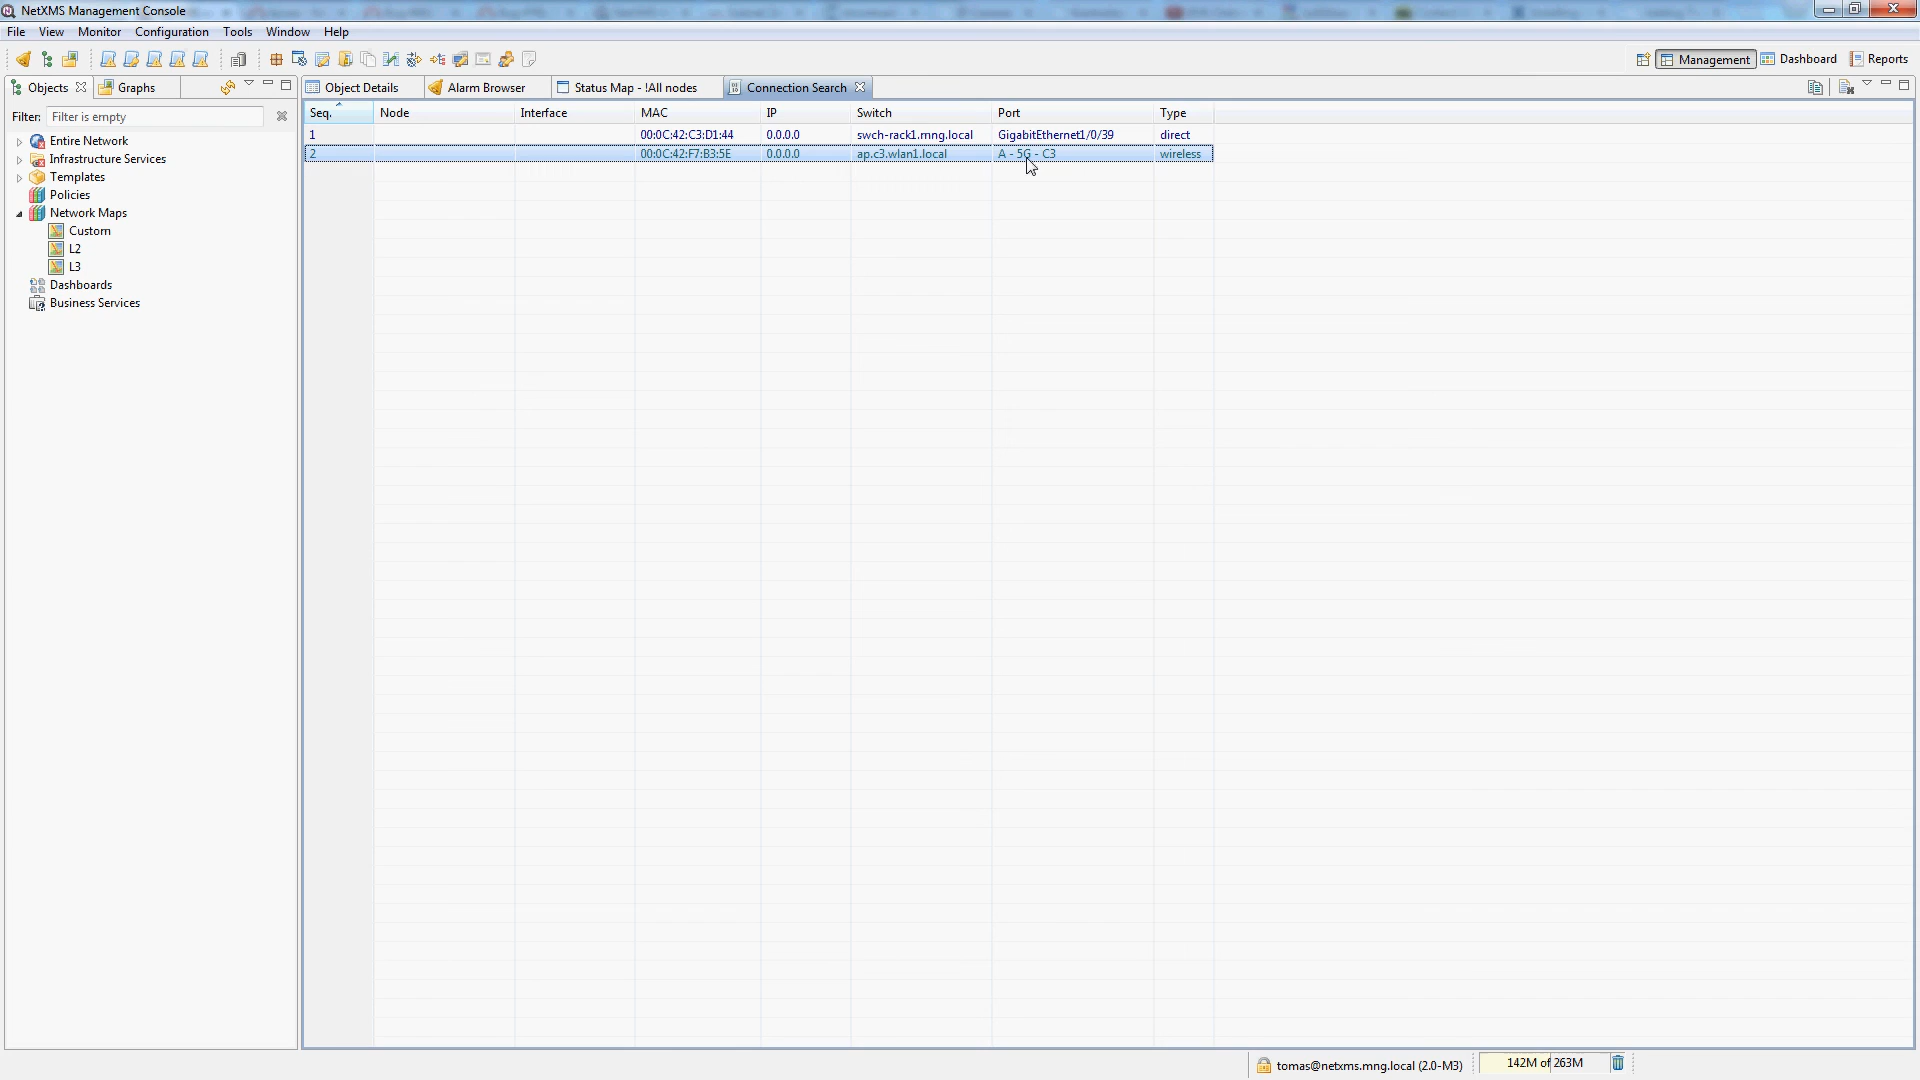 NetXMS Management Console
File View Monitor Configuration Tools Window Help
Management Dashboard Reports
Objects Graphs
Object Details Alarm Browser Status Map - !All nodes Connection Search
Filter: Filter is empty
Entire Network
Infrastructure Services
Templates
Policies
Network Maps
Custom
L2
L3
Dashboards
Business Services
Seq. Node Interface MAC IP Switch Port Type
1 00:0C:42:C3:D1:44 0.0.0.0 swch-rack1.mng.local GigabitEthernet1/0/39 direct
2 00:0C:42:F7:B3:5E 0.0.0.0 ap.c3.wlan1.local A - 5G - C3 wireless
tomas@netxms.mng.local (2.0-M3) 142M of 263M